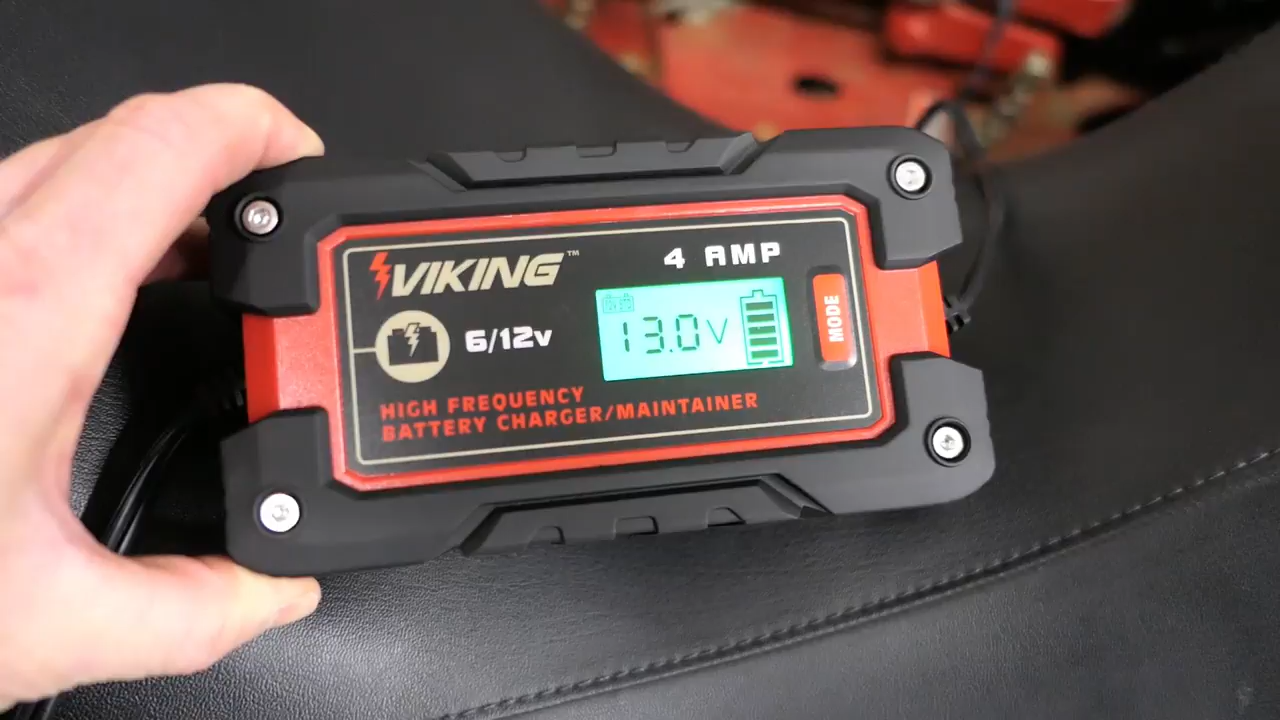 VIKING™
4 AMP
13.0V
MODE
6/12v
HIGH FREQUENCY
BATTERY CHARGER/MAINTAINER